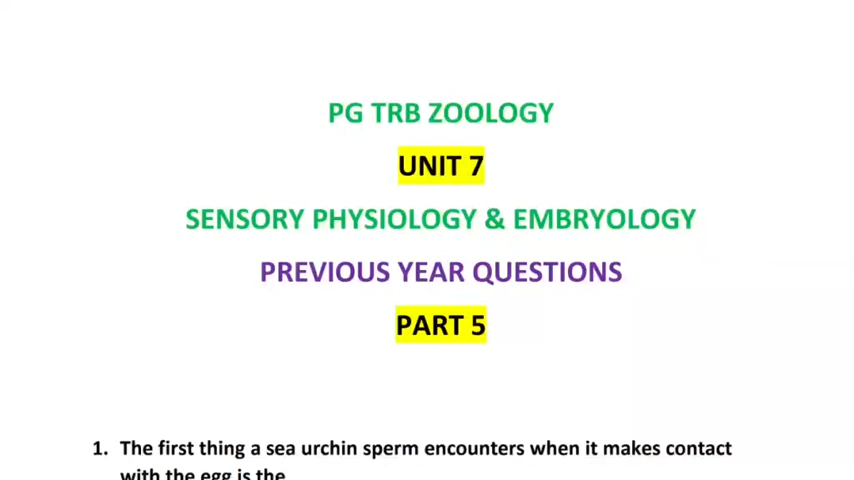 PG TRB ZOOLOGY
UNIT 7
SENSORY PHYSIOLOGY & EMBRYOLOGY
PREVIOUS YEAR QUESTIONS
PART 5
1. The first thing a sea urchin sperm encounters when it makes contact
with the egg is the